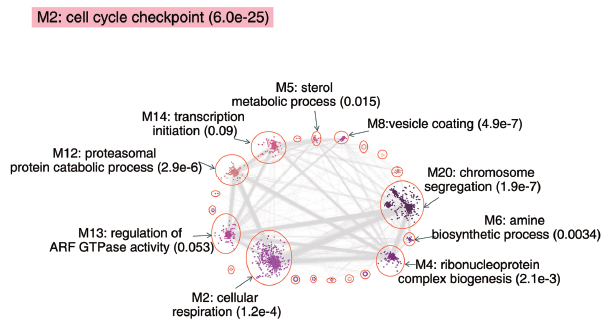 M2: cell cycle checkpoint (6.0e-25)
M5: sterol
metabolic process (0.015)
M14: transcription
initiation (0.09)
M8:vesicle coating (4.9e-7)
M12: proteasomal
protein catabolic process (2.9e-6)
M20: chromosome
segregation (1.9e-7)
M6: amine
biosynthetic process (0.0034)
M13: regulation of
ARF GTPase activity (0.053)
M4: ribonucleoprotein
complex biogenesis (2.1e-3)
M2: cellular
respiration (1.2e-4)